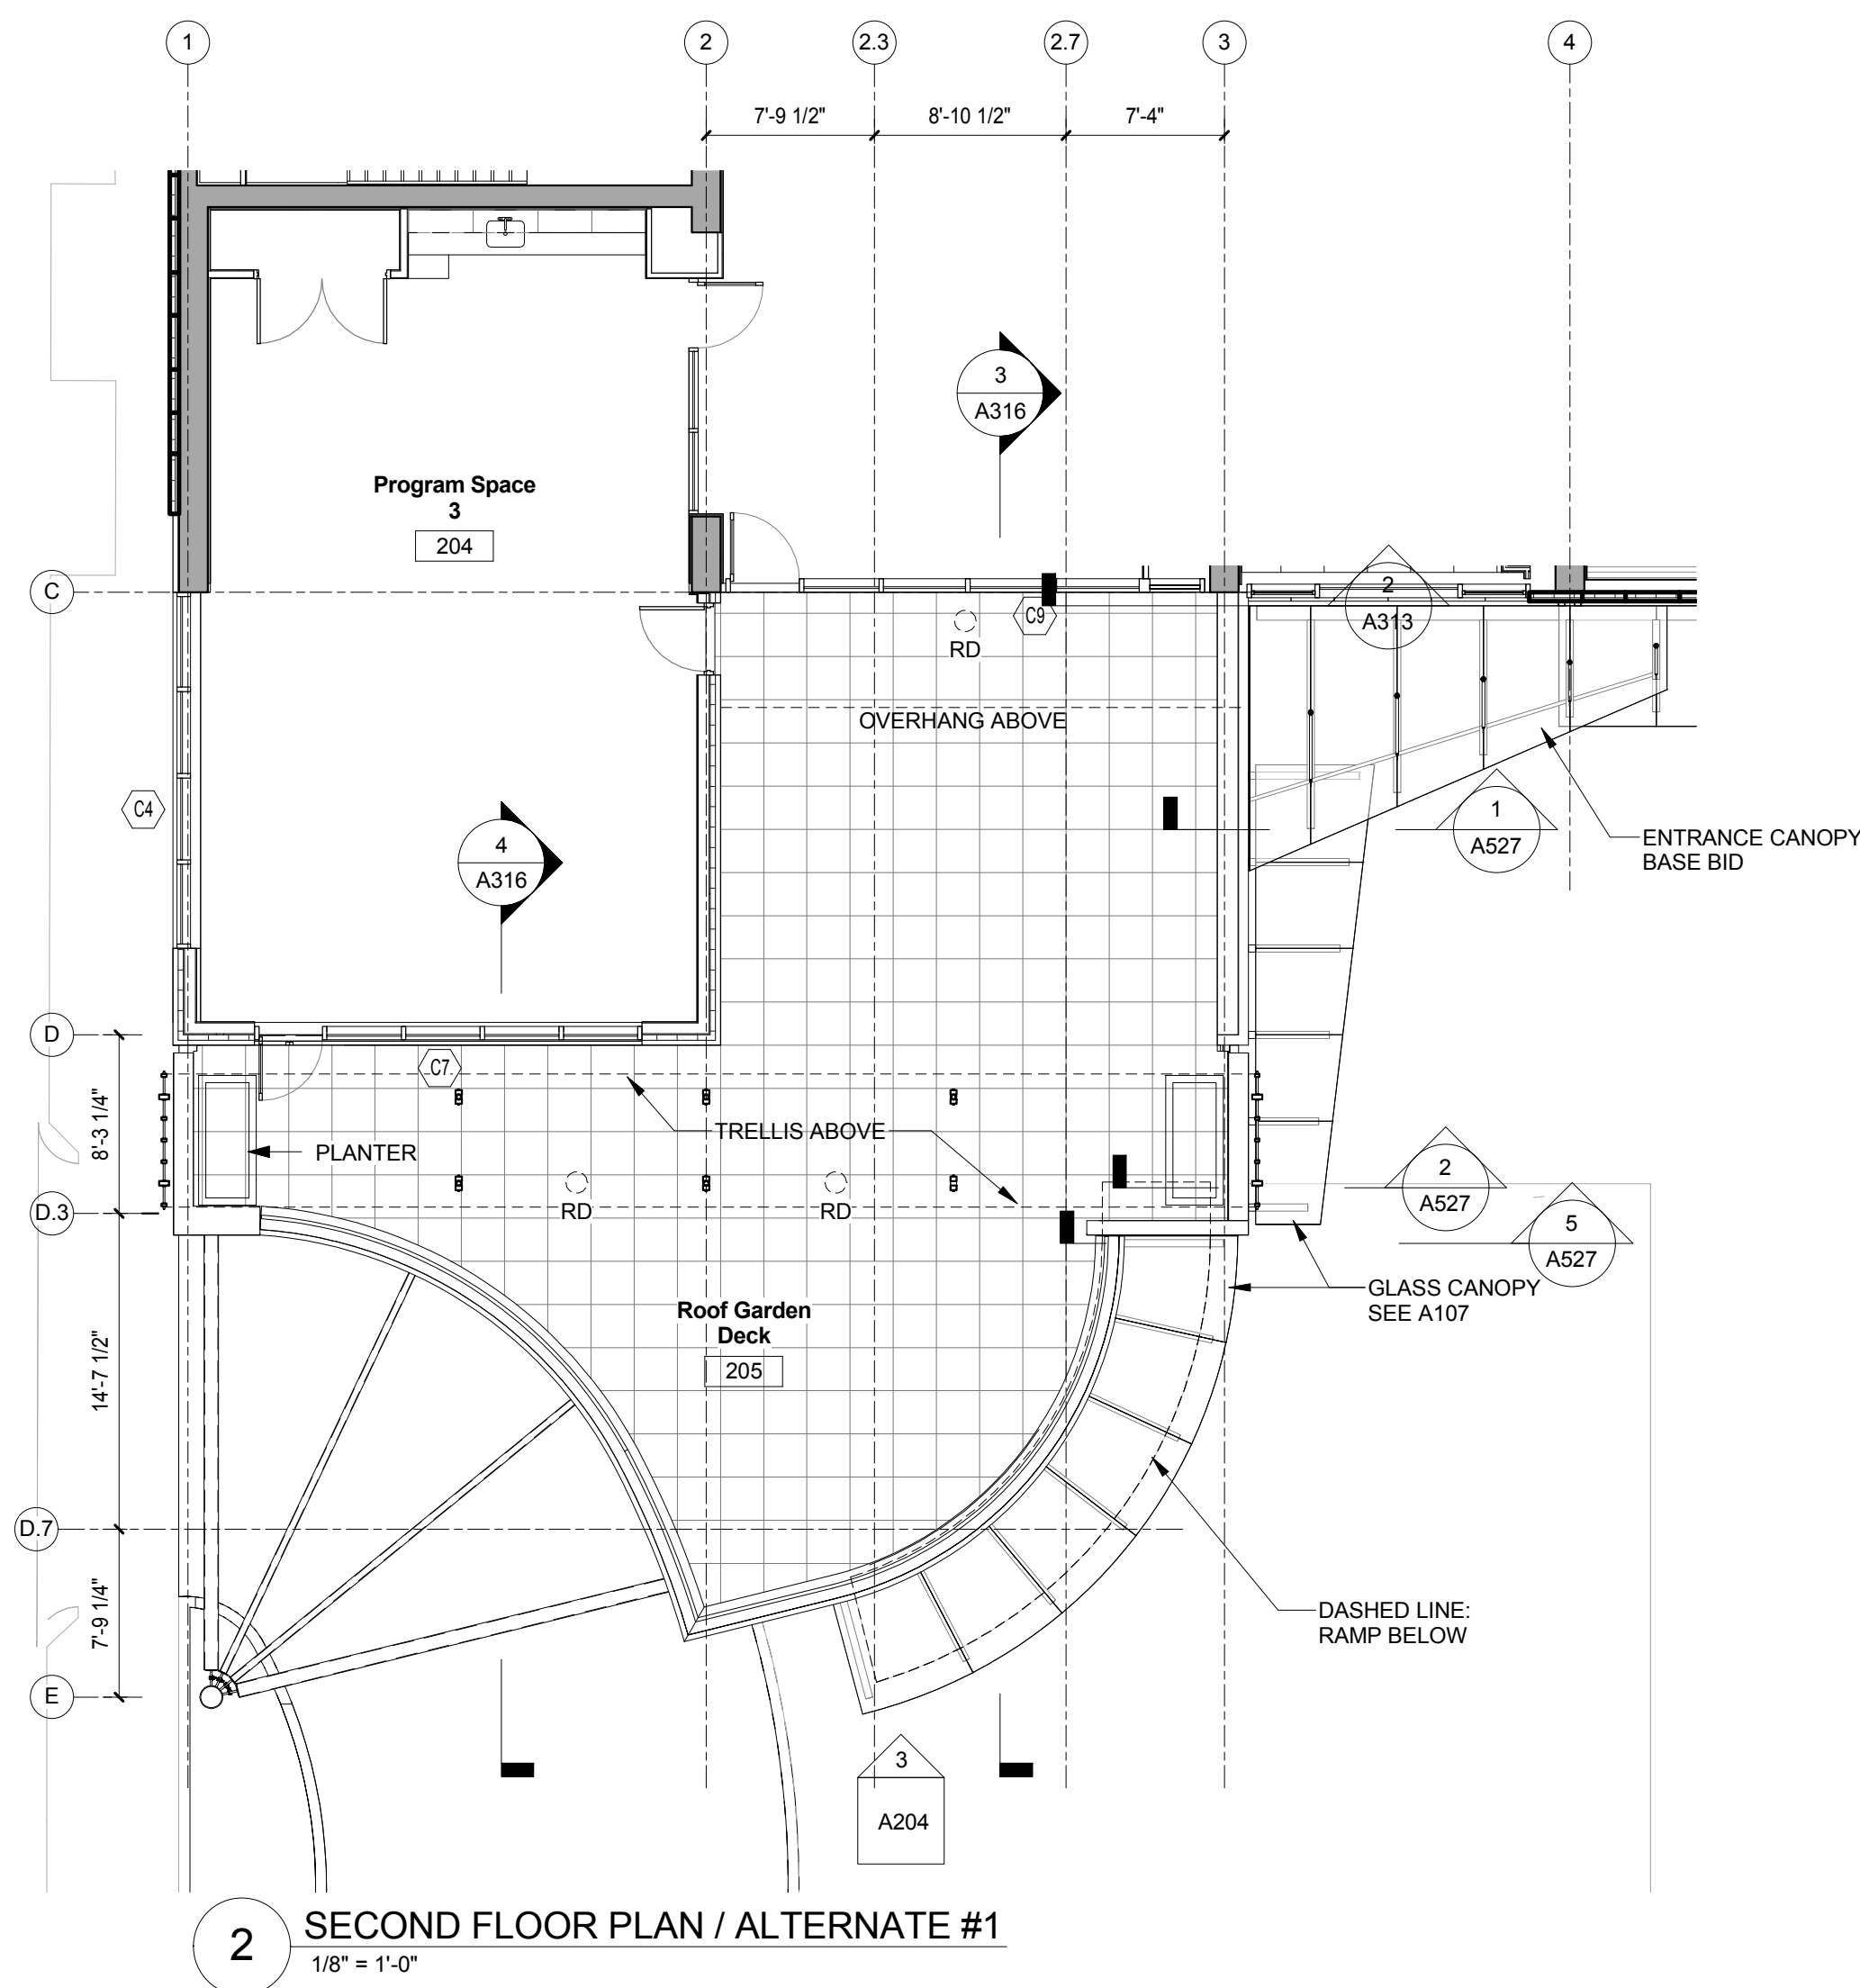 1
2
2.3
2.7
3
4
7'-9 1/2"
8'-10 1/2"
7'-4"
3
A316
Program Space
3
204
C
2
A313
C9
RD
OVERHANG ABOVE
C4
4
A316
1
A527
ENTRANCE CANOPY
BASE BID
D
C7
8'-3 1/4"
TRELLIS ABOVE
PLANTER
2
A527
RD
RD
D.3
5
A527
GLASS CANOPY
SEE A107
Roof Garden
Deck
205
14'-7 1/2"
D.7
7'-9 1/4"
DASHED LINE:
RAMP BELOW
E
3
A204
2
SECOND FLOOR PLAN / ALTERNATE #1
1/8" = 1'-0"